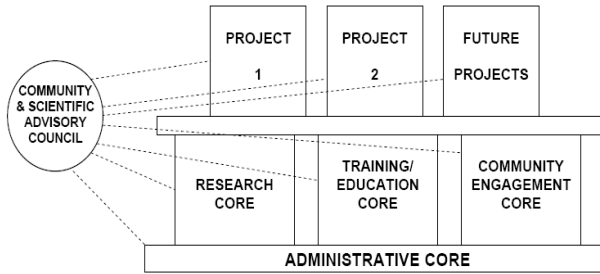 PROJECT
1
PROJECT
2
FUTURE
PROJECTS
COMMUNITY
& SCIENTIFIC
ADVISORY
COUNCIL
RESEARCH
CORE
TRAINING/
EDUCATION
CORE
COMMUNITY
ENGAGEMENT
CORE
ADMINISTRATIVE CORE